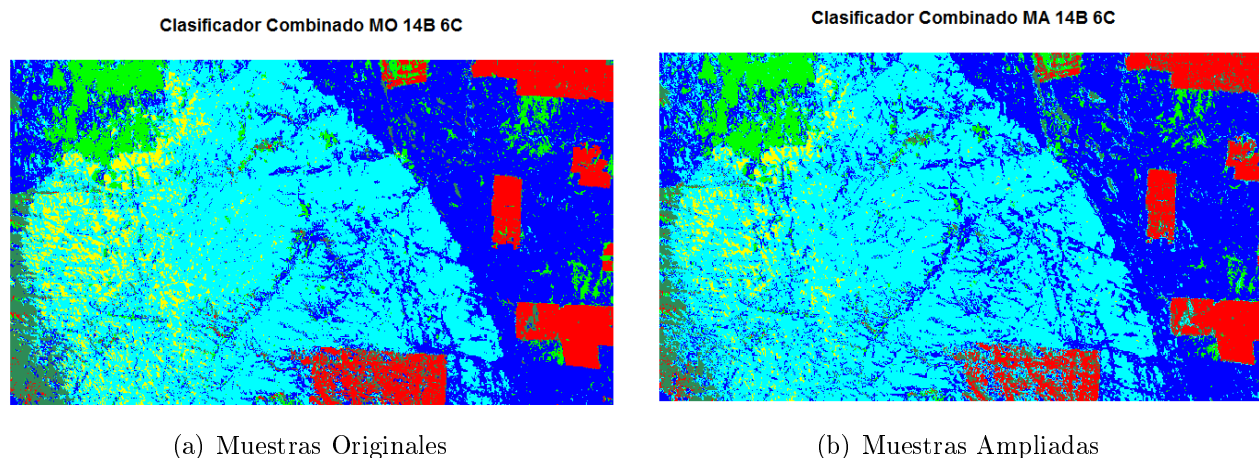 Clasificador Combinado MO 14B 6C
Clasificador Combinado MA 14B 6C
(a) Muestras Originales
(b) Muestras Ampliadas